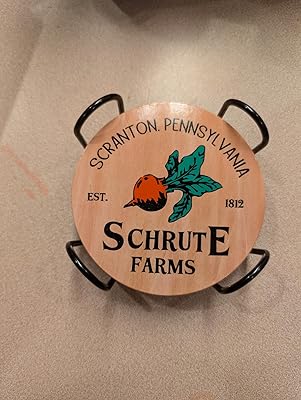 SCRANTON, PENNSYLVANIA
EST. 1812
SCHRUTE
FARMS